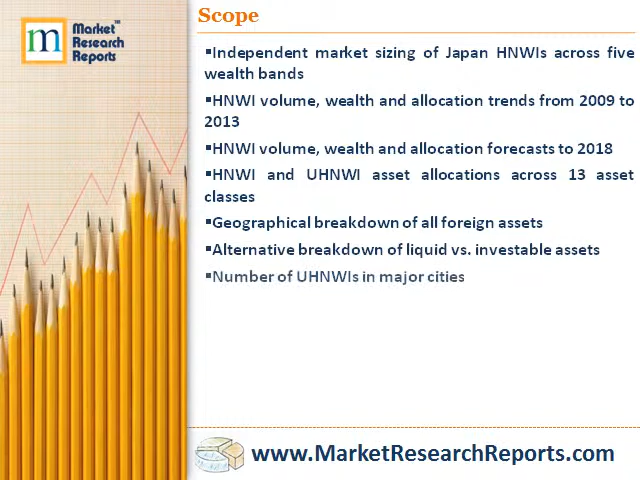 Scope
Market™
Research
Reports
m
▪Independent market sizing of Japan HNWIs across five
wealth bands
▪HNWI volume, wealth and allocation trends from 2009 to
2013
▪HNWI volume, wealth and allocation forecasts to 2018
▪HNWI and UHNWI asset allocations across 13 asset
classes
▪Geographical breakdown of all foreign assets
▪Alternative breakdown of liquid vs. investable assets
▪Number of UHNWIs in major cities
www.MarketResearchReports.com